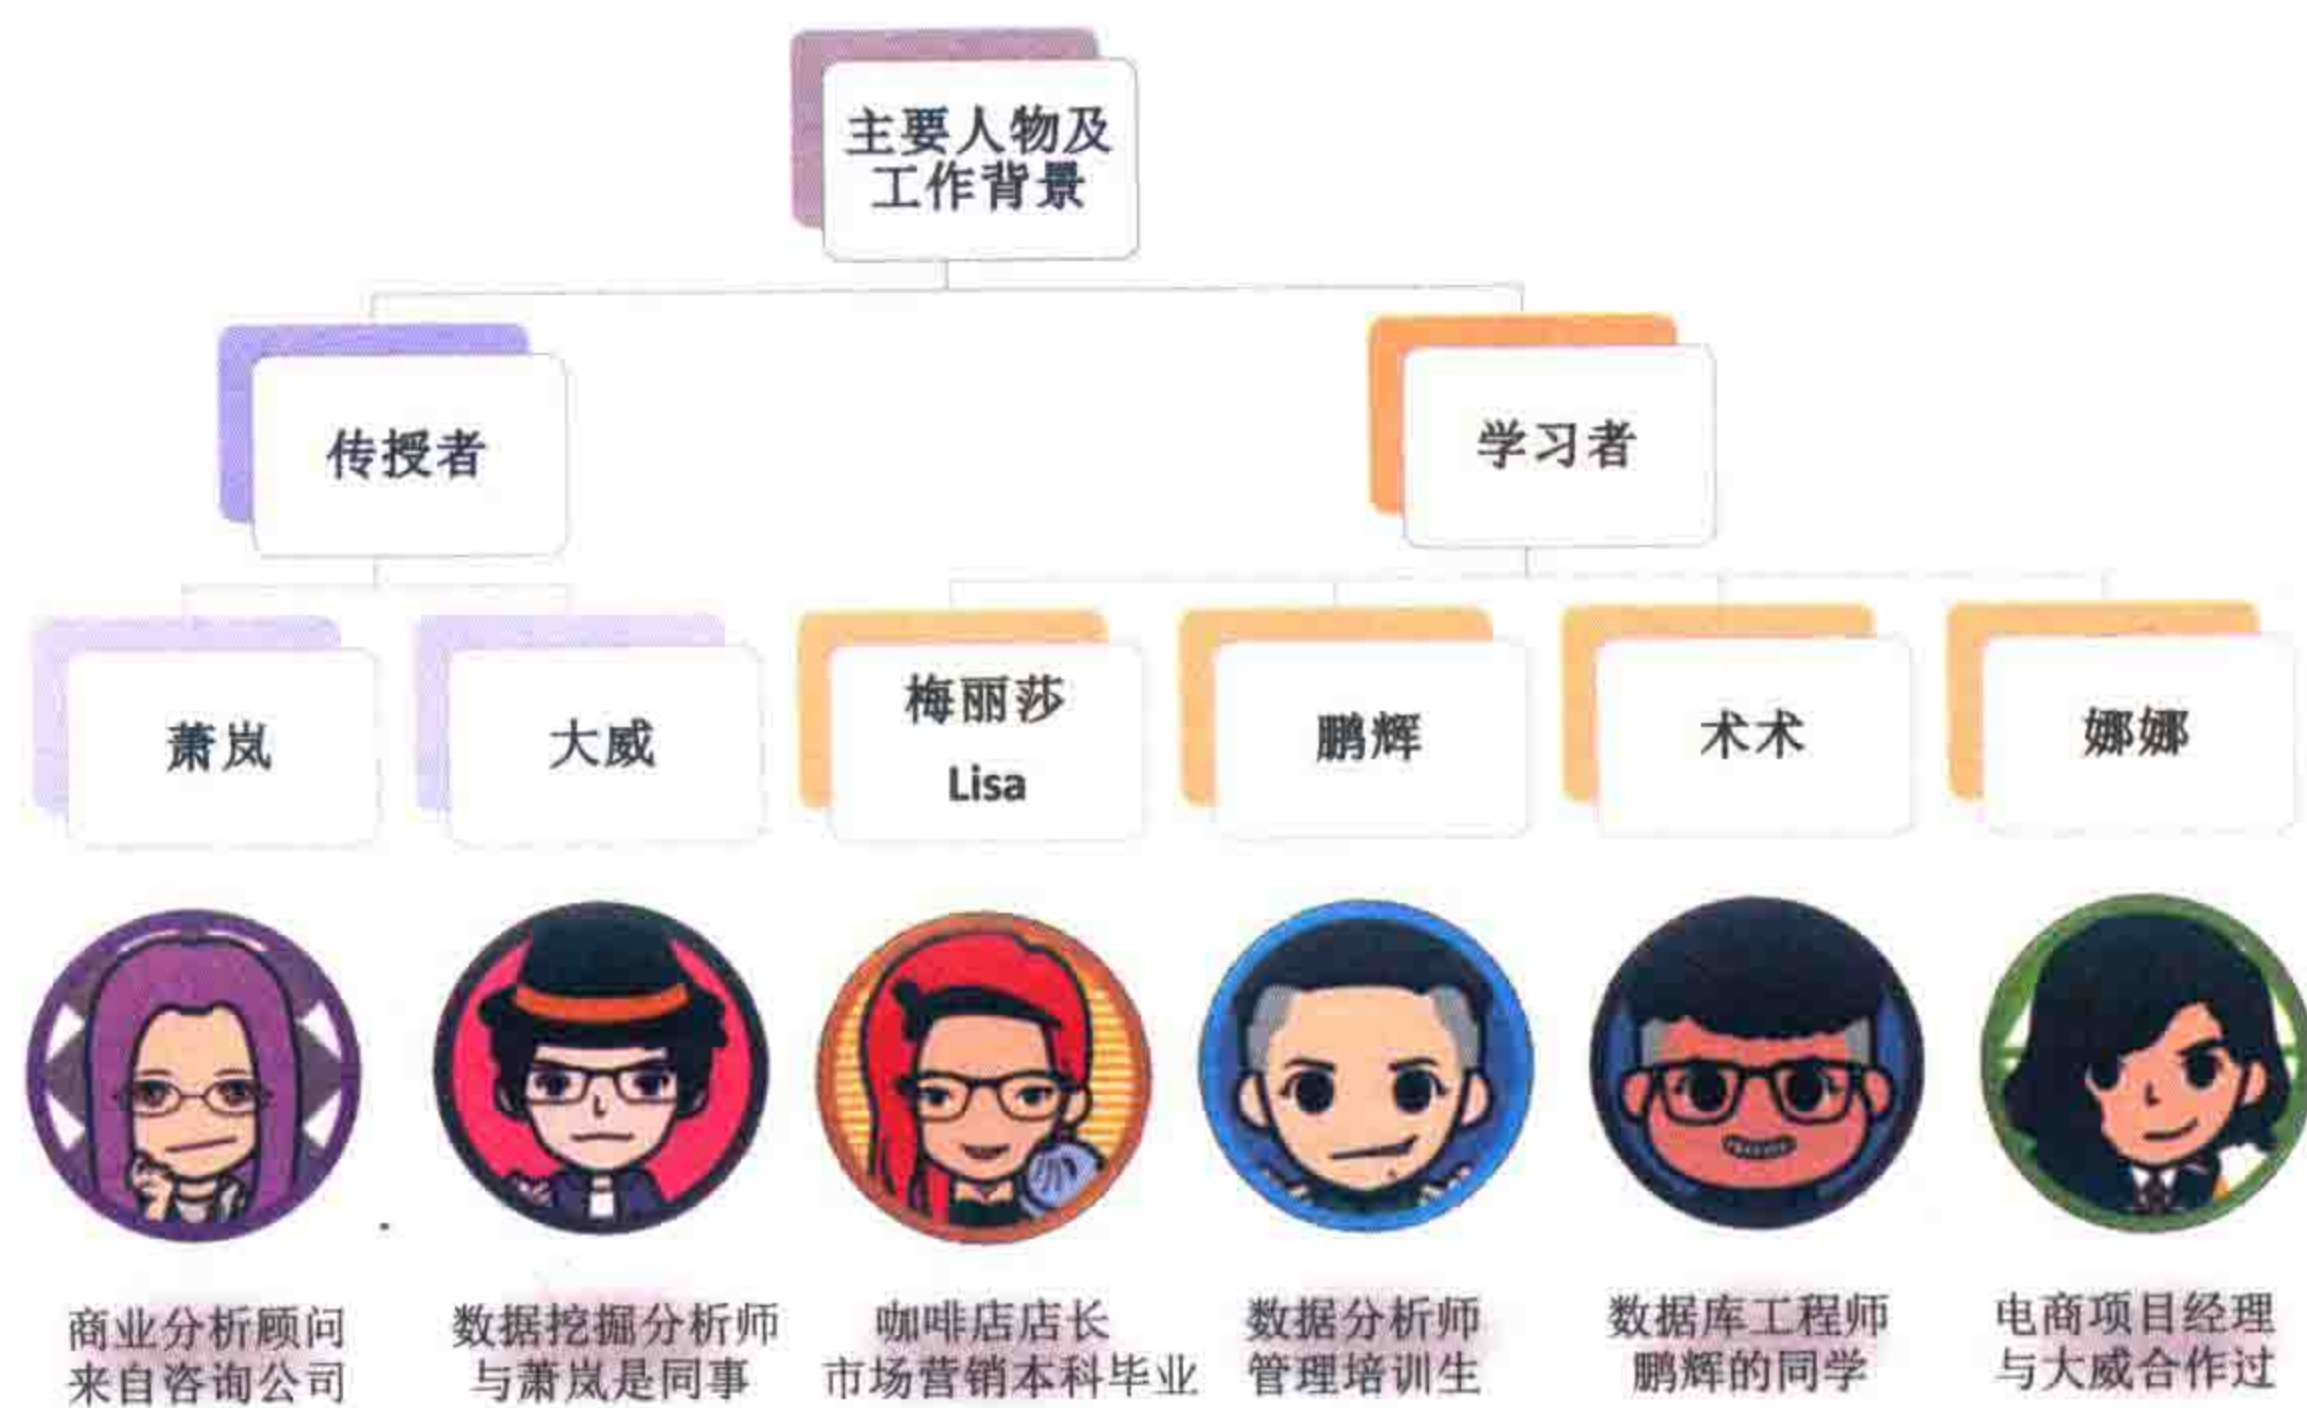 主要人物及
工作背景
传授者
学习者
萧岚
大威
梅丽莎
Lisa
鹏辉
术术
娜娜
商业分析顾问
来自咨询公司
数据挖掘分析师
与萧岚是同事
咖啡店店长
市场营销本科毕业
数据分析师
管理培训生
数据库工程师
鹏辉的同学
电商项目经理
与大威合作过